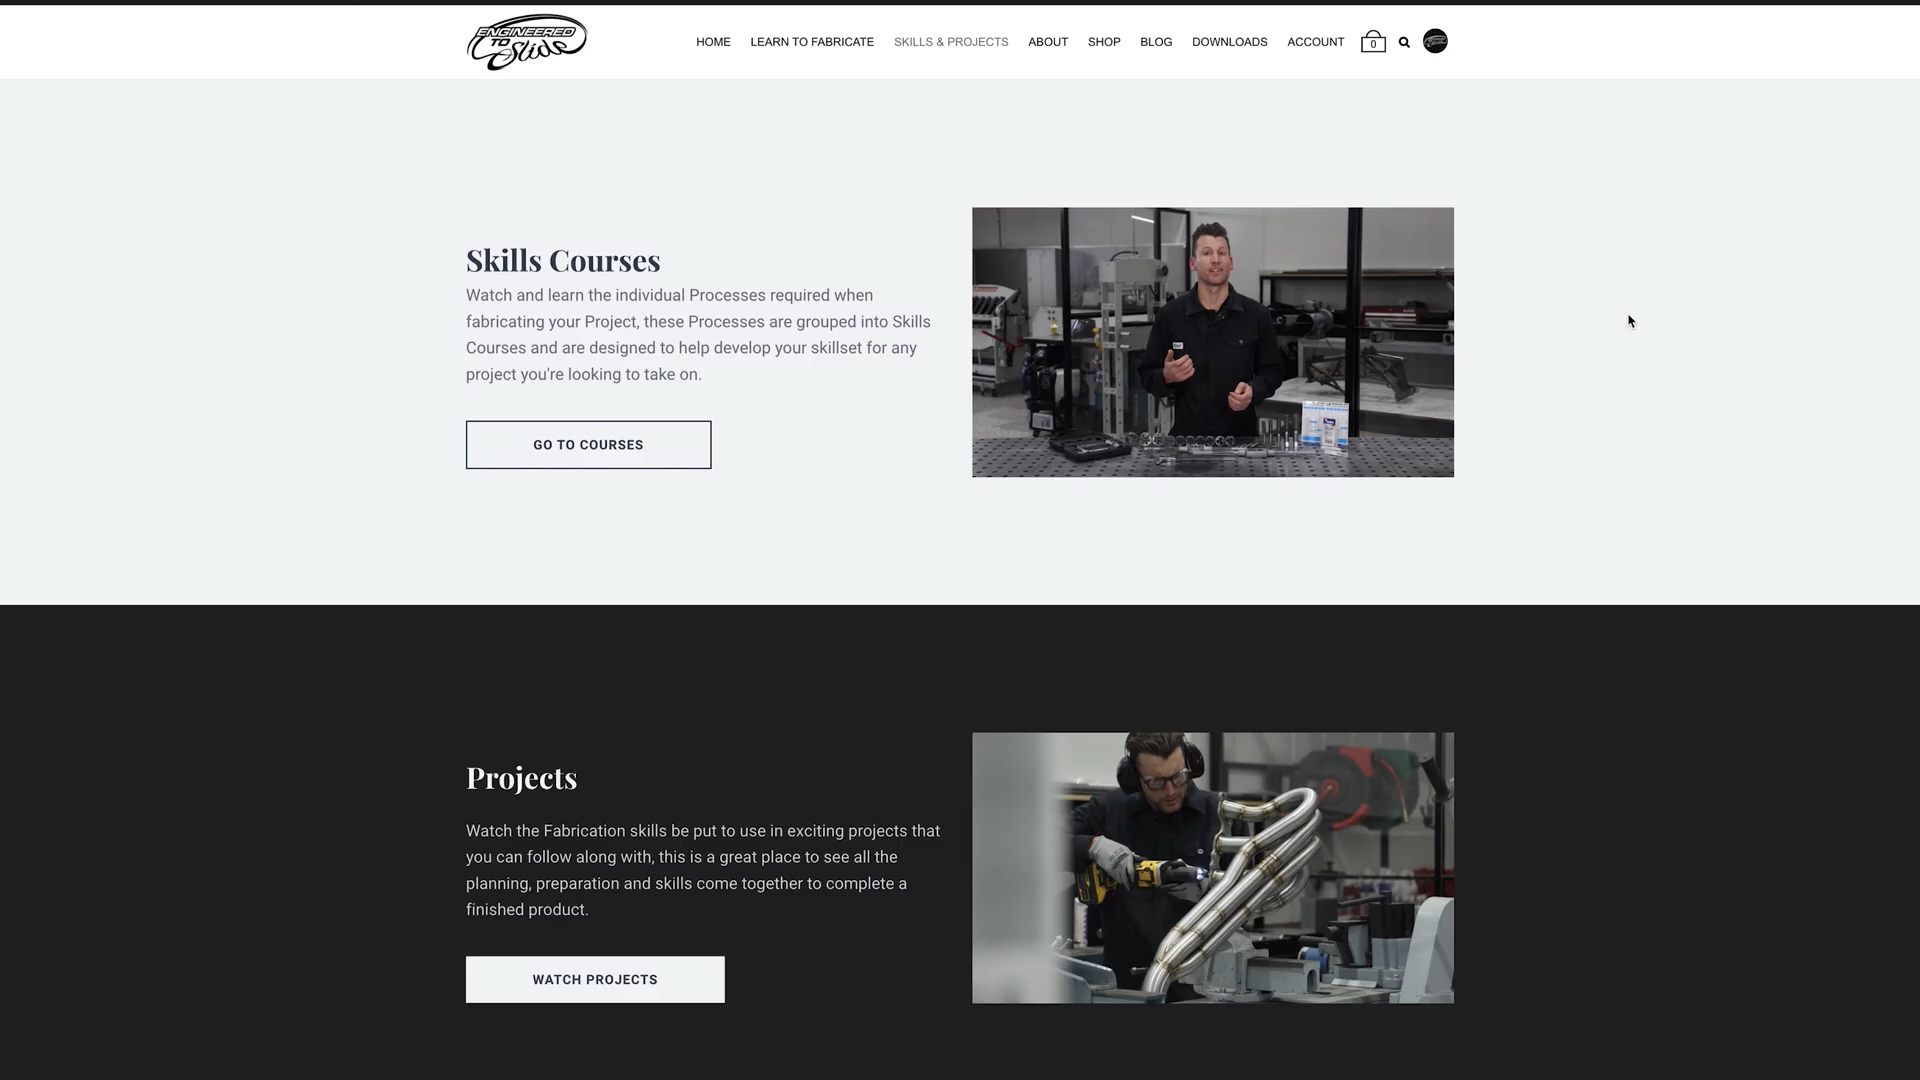 ENGINEERED
TO
Slide
HOME LEARN TO FABRICATE SKILLS & PROJECTS ABOUT SHOP BLOG DOWNLOADS ACCOUNT 0
Skills Courses
Watch and learn the individual Processes required when
fabricating your Project, these Processes are grouped into Skills
Courses and are designed to help develop your skillset for any
project you're looking to take on.
GO TO COURSES
Projects
Watch the Fabrication skills be put to use in exciting projects that
you can follow along with, this is a great place to see all the
planning, preparation and skills come together to complete a
finished product.
WATCH PROJECTS